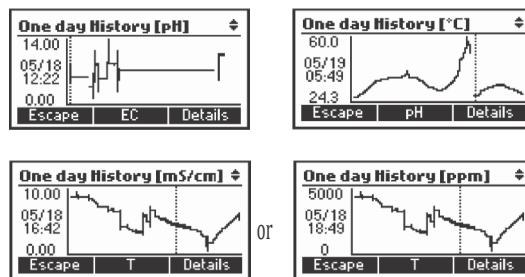 One day History [pH]
14.00
05/18
12:22
0.00
Escape EC Details
One day History [°C]
60.0
05/19
05:49
24.3
Escape pH Details
One day History [mS/cm]
10.00
05/18
16:42
0.00
Escape T Details
or
One day History [ppm]
5000
05/18
18:49
0
Escape T Details